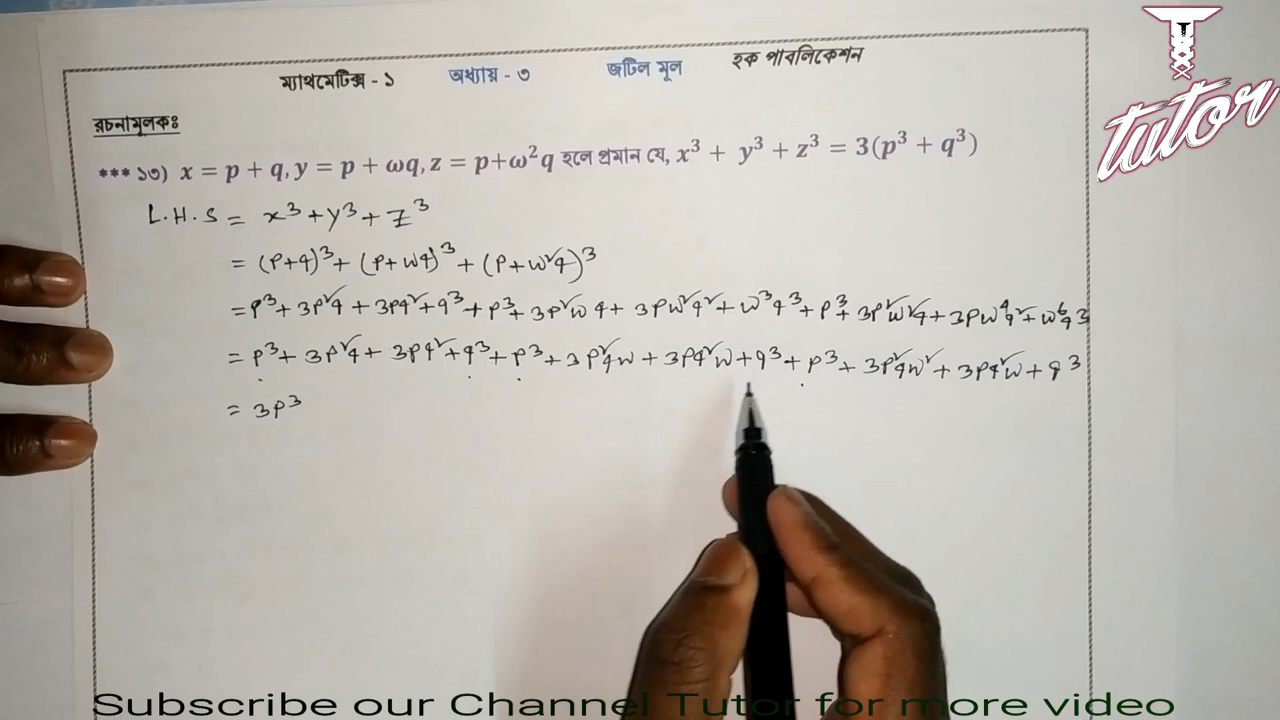 ম্যাথমেটিক্স - ১ অধ্যায় - ৩ জটিল মূল হক পাবলিকেশন
রচনামূলকঃ
*** ১৩) x = p + q, y = p + ωq, z = p+ω²q হলে প্রমান যে, x³ + y³ + z³ = 3(p³ + q³)
L.H.S = x³+y³+z³
= (p+q)³+(p+ωq)³+(p+ω²q)³
= p³+3p²q+3pq²+q³+p³+3p²ωq+3pω²q²+ω³q³+p³+3p²ω²q+3pω⁴q²+ω⁶q3
= p³+3p²q+3pq²+q³+p³+3p²qω+3pq²ω+q³+p³+3p²qω²+3pq²ω+q³
= 3p³
tutor
Subscribe our Channel Tutor for more video